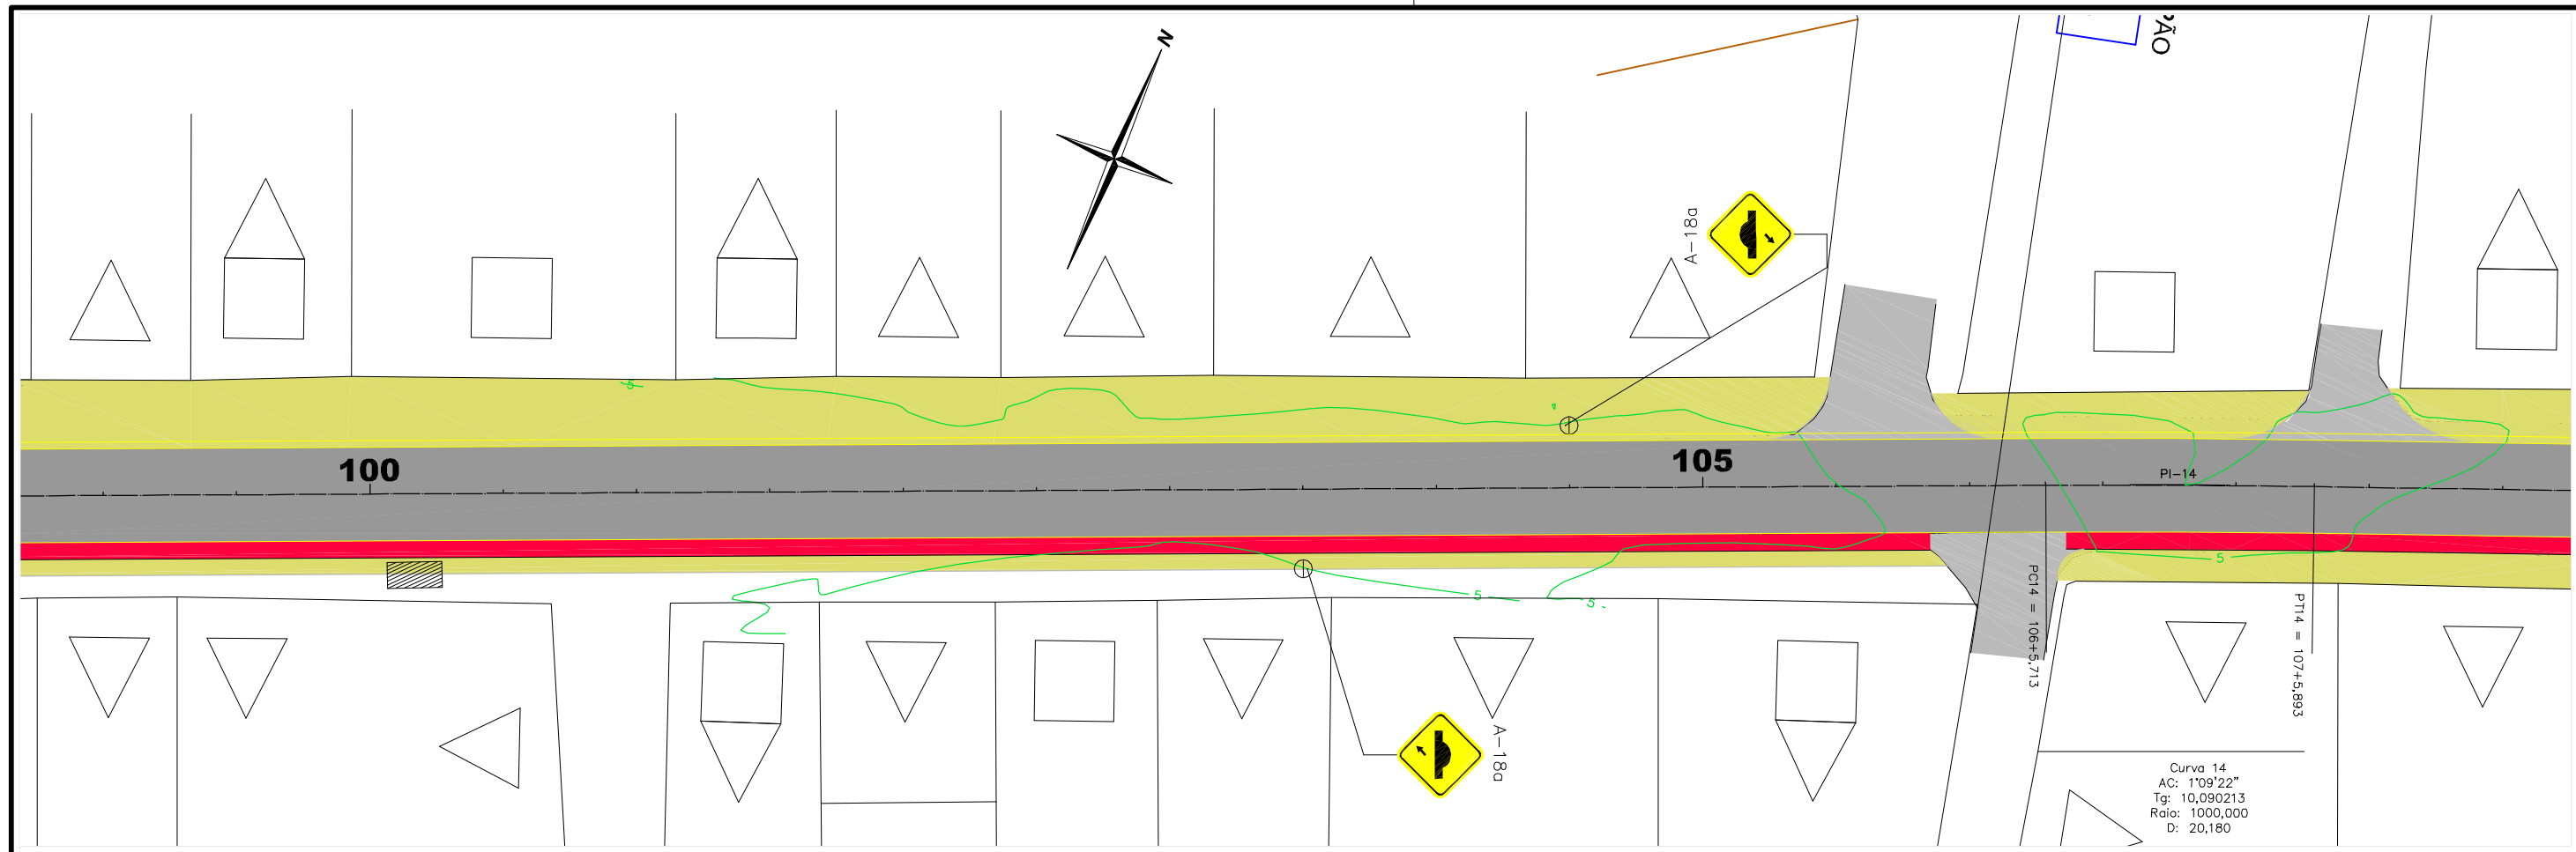 N
A-18a
5
100
105
PI-14
5
5
5
PC14 = 106+5,713
PT14 = 107+5,893
A-18a
Curva 14
AC: 1°09'22"
Tg: 10,090213
Raio: 1000,000
D: 20,180